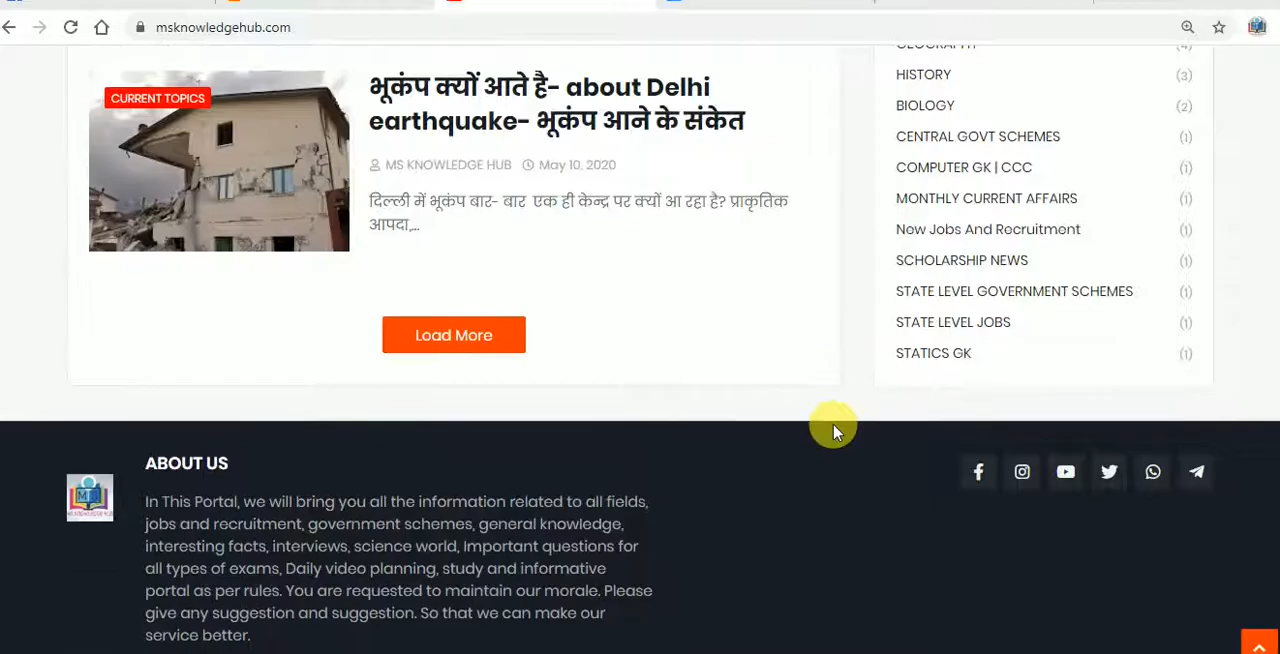 msknowledgehub.com
CURRENT TOPICS
भूकंप क्यों आते है- about Delhi
earthquake- भूकंप आने के संकेत
MS KNOWLEDGE HUB May 10, 2020
दिल्ली में भूकंप बार- बार एक ही केन्द्र पर क्यों आ रहा है? प्राकृतिक
आपदा,...
Load More
GEOGRAPHY (4)
HISTORY (3)
BIOLOGY (2)
CENTRAL GOVT SCHEMES (1)
COMPUTER GK | CCC (1)
MONTHLY CURRENT AFFAIRS (1)
New Jobs And Recruitment (1)
SCHOLARSHIP NEWS (1)
STATE LEVEL GOVERNMENT SCHEMES (1)
STATE LEVEL JOBS (1)
STATICS GK (1)
ABOUT US
In This Portal, we will bring you all the information related to all fields,
jobs and recruitment, government schemes, general knowledge,
interesting facts, interviews, science world, Important questions for
all types of exams, Daily video planning, study and informative
portal as per rules. You are requested to maintain our morale. Please
give any suggestion and suggestion. So that we can make our
service better.